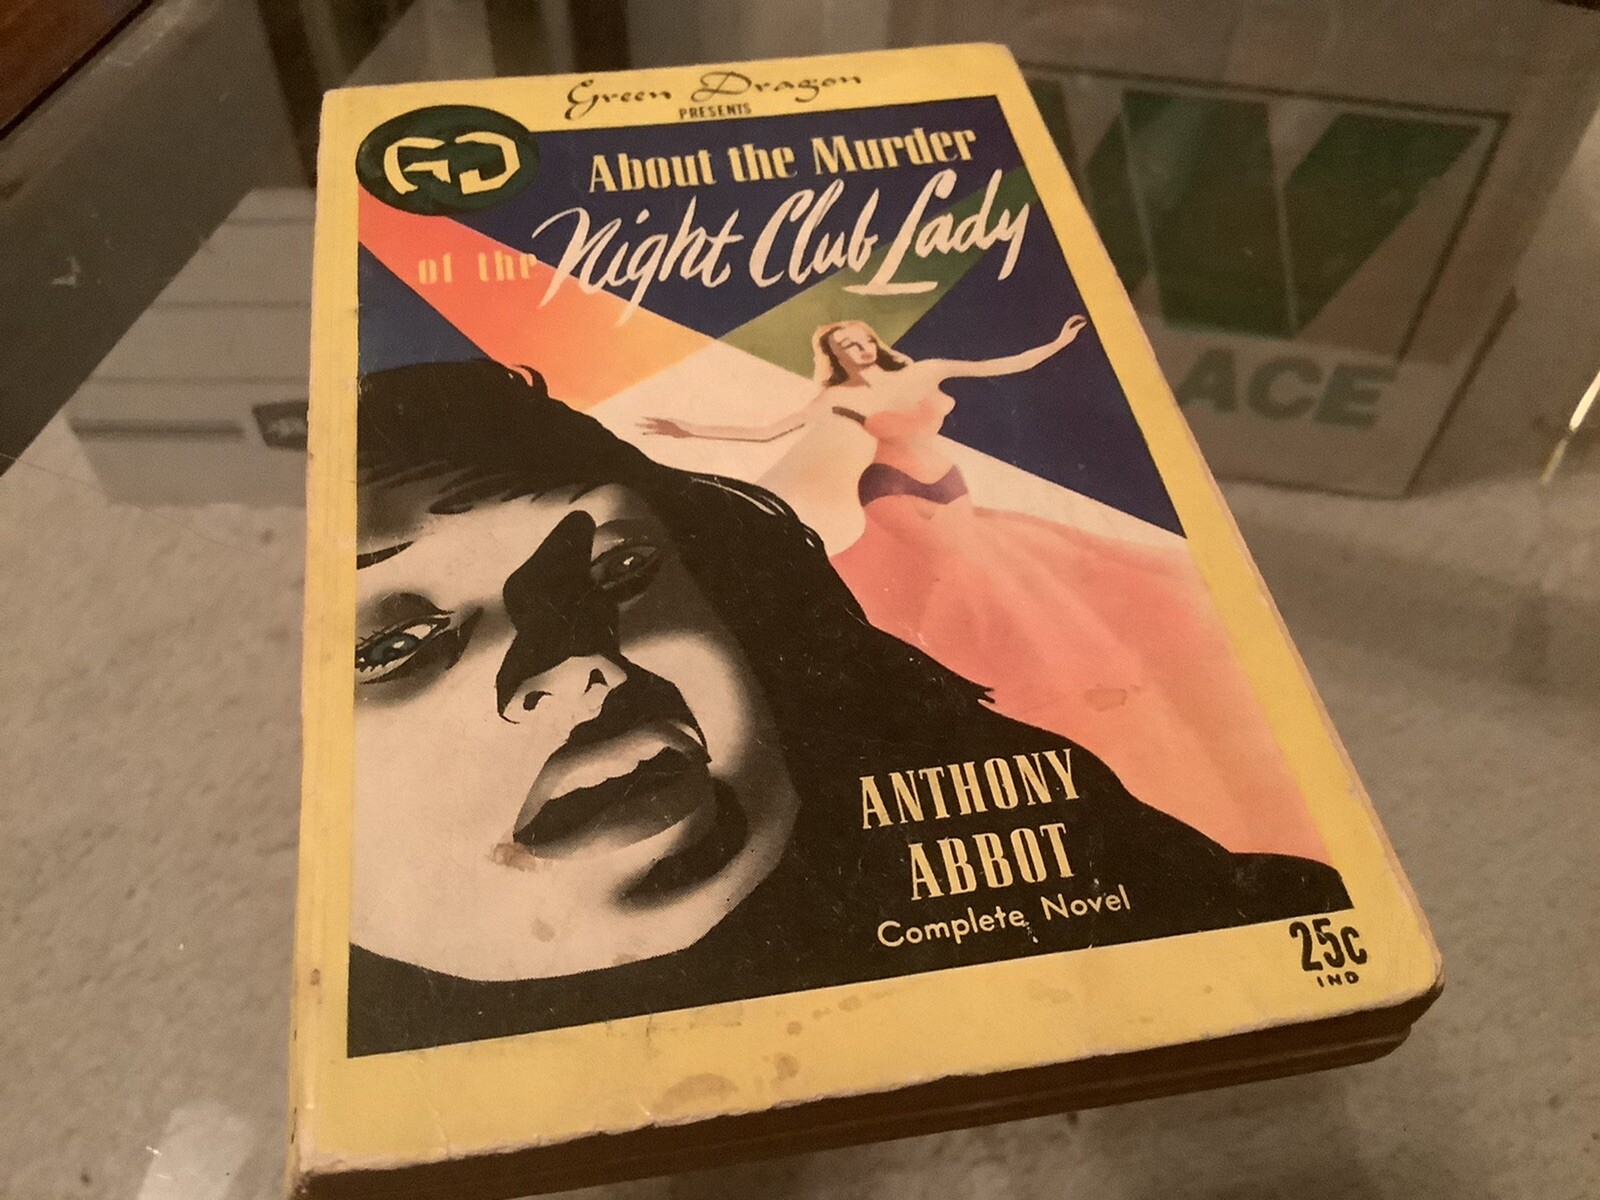 Green Dragon
PRESENTS
GD
About the Murder
of the Night Club Lady
ANTHONY
ABBOT
Complete Novel
25c
IND
ACE